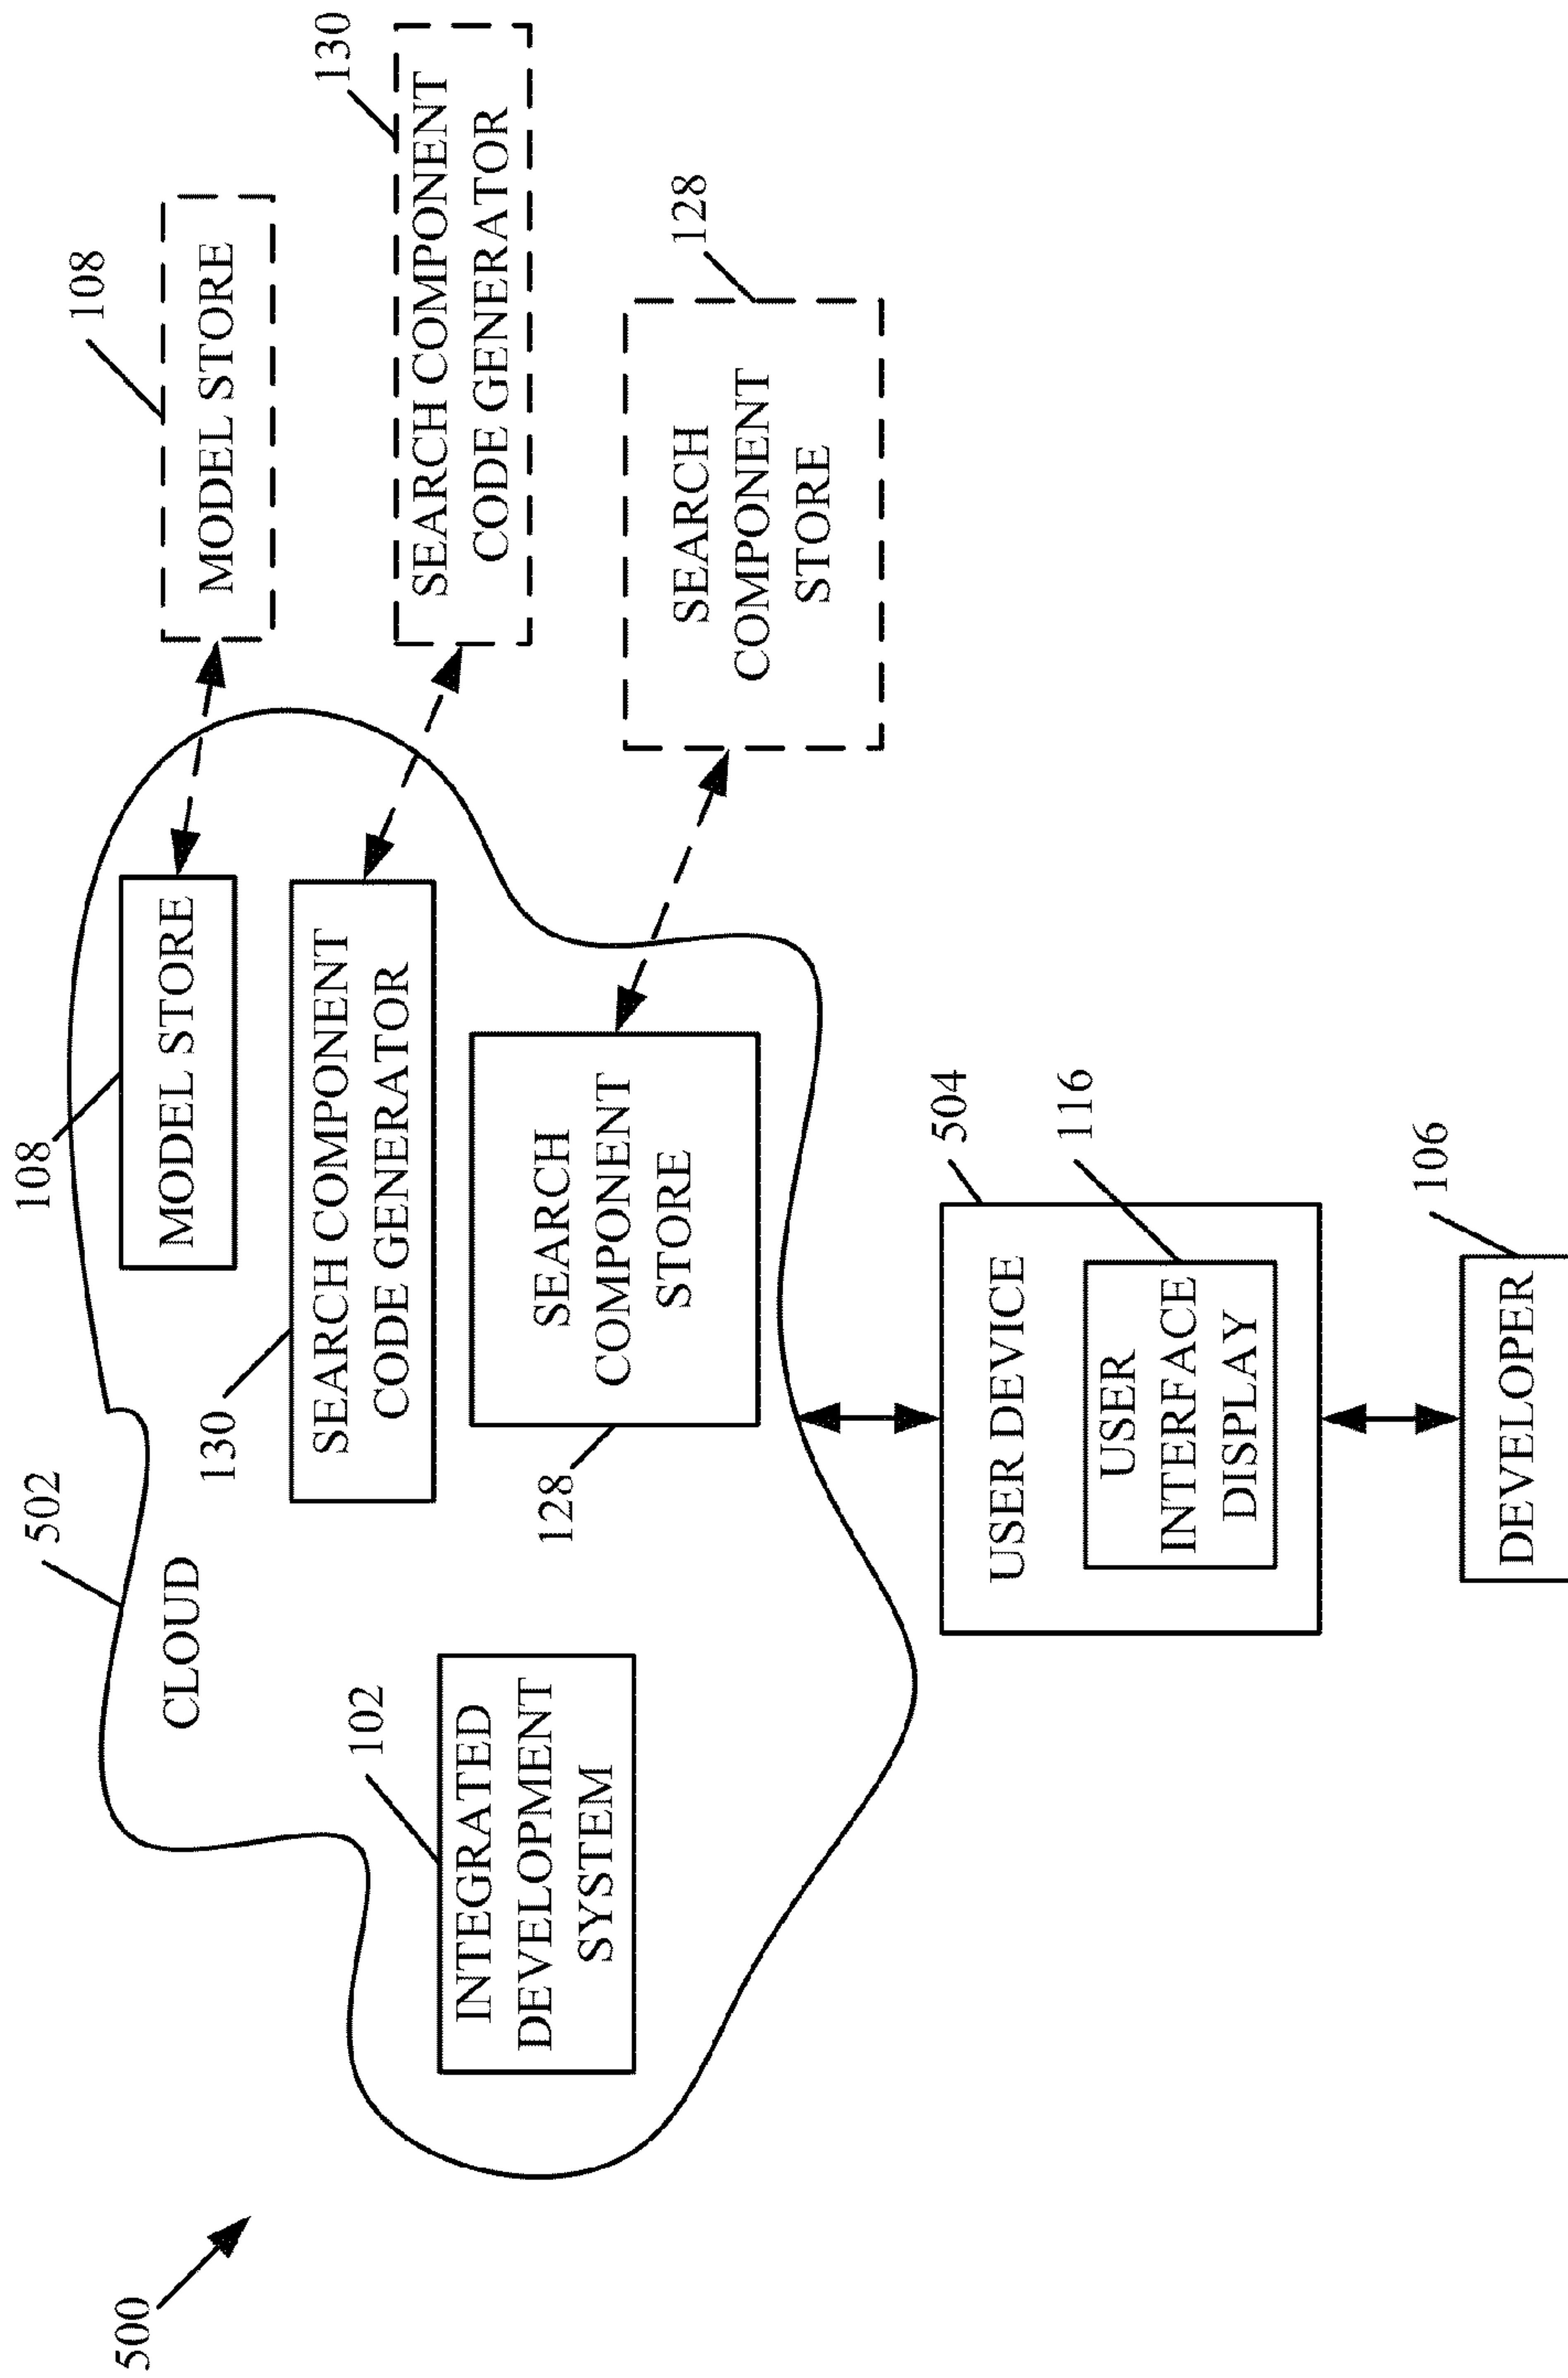 500
502
CLOUD
102
INTEGRATED
DEVELOPMENT
SYSTEM
108
MODEL STORE
130
SEARCH COMPONENT
CODE GENERATOR
128
SEARCH
COMPONENT
STORE
108
MODEL STORE
130
SEARCH COMPONENT
CODE GENERATOR
128
SEARCH
COMPONENT
STORE
504
USER DEVICE
116
USER
INTERFACE
DISPLAY
106
DEVELOPER